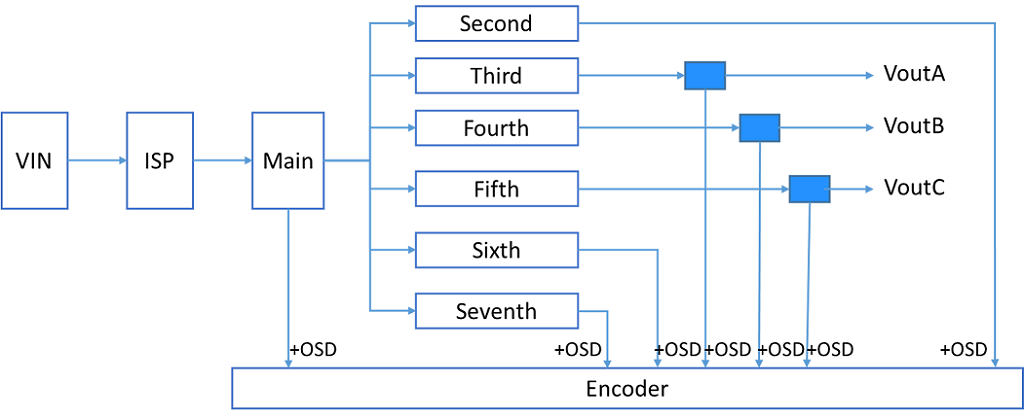 Second
Third
VoutA
Fourth
VoutB
VIN
ISP
Main
Fifth
VoutC
Sixth
Seventh
+OSD
+OSD
+OSD
+OSD
+OSD
+OSD
+OSD
Encoder